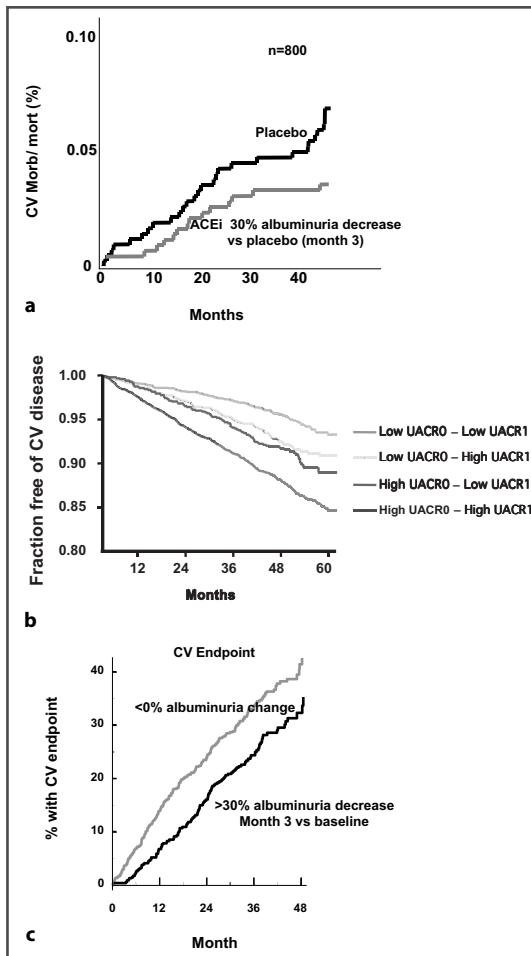 0.10
n=800
CV Morb/ mort (%)
Placebo
0.05
ACEi 30% albuminuria decrease
vs placebo (month 3)
0
0 10 20 30 40
a
Months
1.00
0.95
0.90
0.85
0.80
Fraction free of CV disease
Low UACR0 – Low UACR1
Low UACR0 – High UACR1
High UACR0 – Low UACR1
High UACR0 – High UACR1
12 24 36 48 60
Months
b
CV Endpoint
40
<0% albuminuria change
30
% with CV endpoint
20
>30% albuminuria decrease
Month 3 vs baseline
10
0
0 12 24 36 48
c
Month